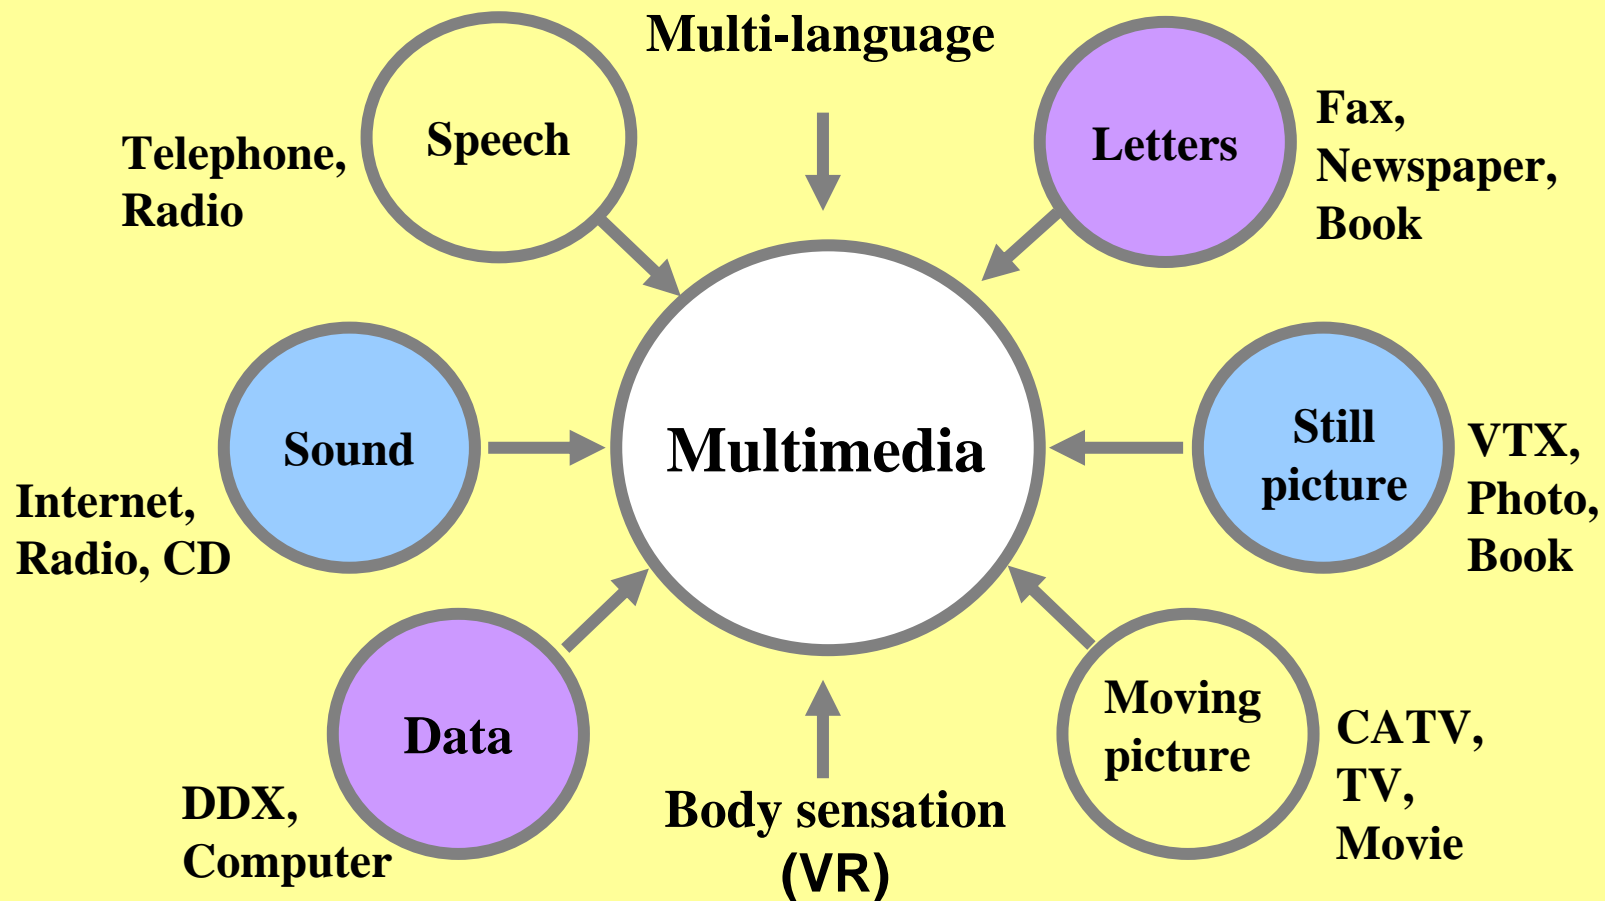 Multi-language
Speech
Telephone,
Radio
Letters
Fax,
Newspaper,
Book
Sound
Internet,
Radio, CD
Multimedia
Still
picture
VTX,
Photo,
Book
Data
DDX,
Computer
Body sensation
(VR)
Moving
picture
CATV,
TV,
Movie